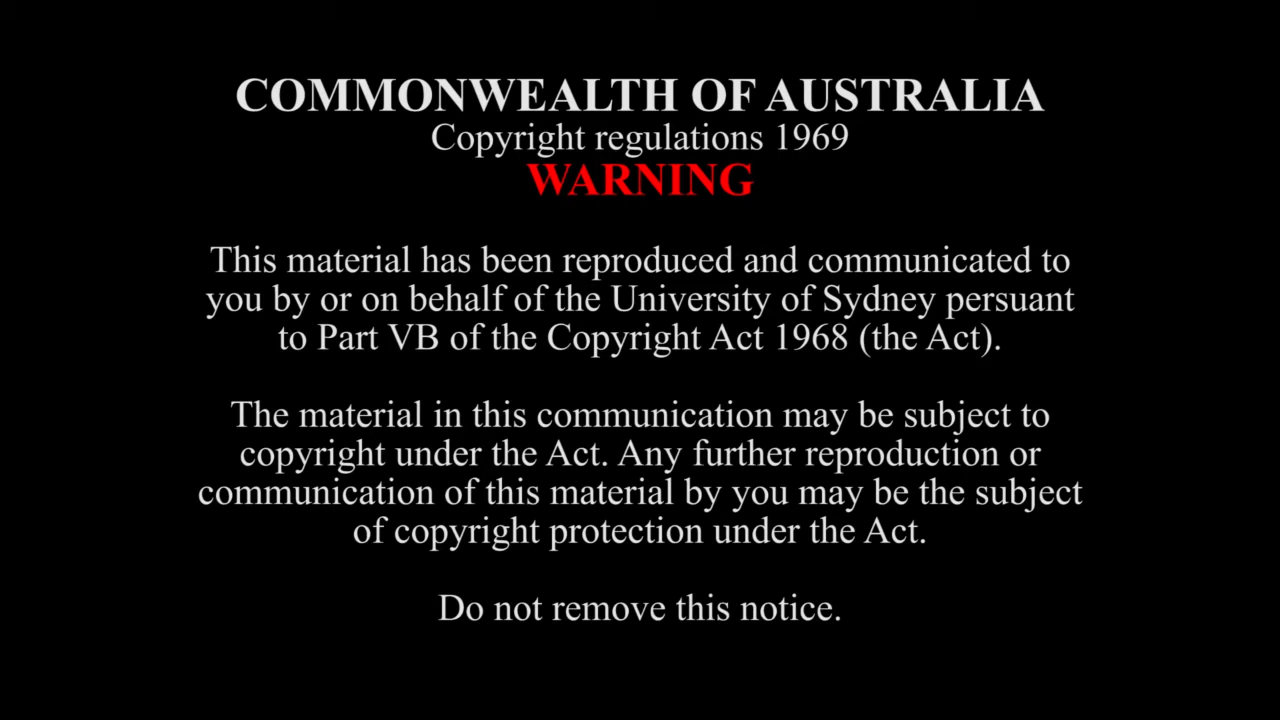 COMMONWEALTH OF AUSTRALIA
Copyright regulations 1969
WARNING
This material has been reproduced and communicated to
you by or on behalf of the University of Sydney persuant
to Part VB of the Copyright Act 1968 (the Act).
The material in this communication may be subject to
copyright under the Act. Any further reproduction or
communication of this material by you may be the subject
of copyright protection under the Act.
Do not remove this notice.